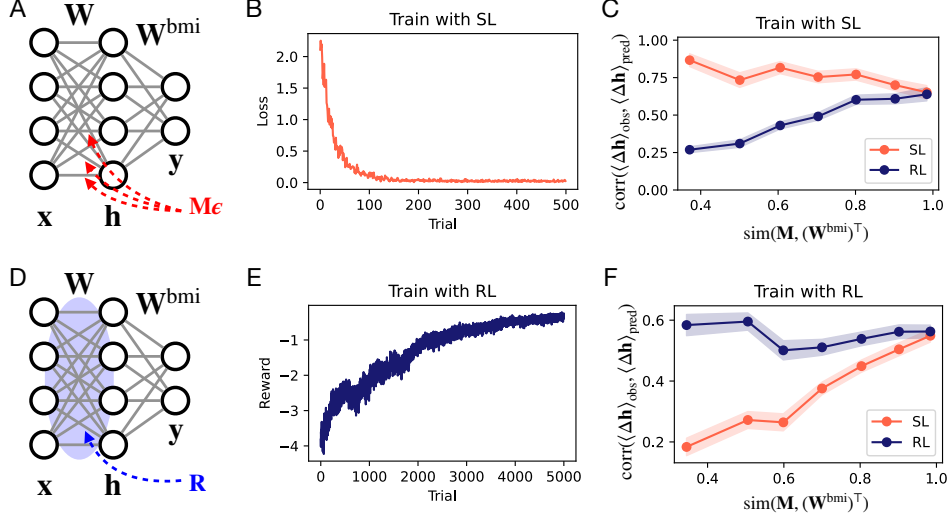 A
W
W^bmi
x
h
y
Mϵ
B
Train with SL
Loss
2.0
1.5
1.0
0.5
0.0
0
100
200
300
400
500
Trial
C
Train with SL
corr(⟨Δh⟩obs, ⟨Δh⟩pred)
1.00
0.75
0.50
0.25
0.00
SL
RL
0.4
0.6
0.8
1.0
sim(M, (W^bmi)^⊤)
D
W
W^bmi
x
h
y
R
E
Train with RL
Reward
−1
−2
−3
−4
0
1000
2000
3000
4000
5000
Trial
F
Train with RL
corr(⟨Δh⟩obs, ⟨Δh⟩pred)
0.6
0.4
0.2
SL
RL
0.4
0.6
0.8
1.0
sim(M, (W^bmi)^⊤)